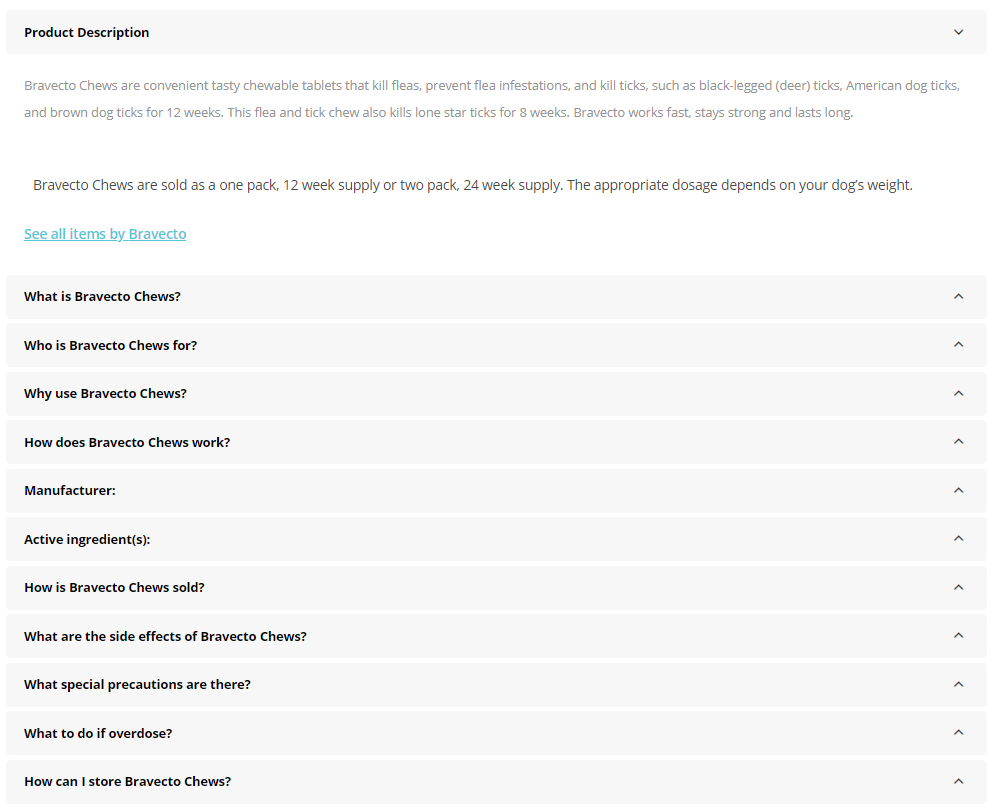 Product Description
Bravecto Chews are convenient tasty chewable tablets that kill fleas, prevent flea infestations, and kill ticks, such as black-legged (deer) ticks, American dog ticks,
and brown dog ticks for 12 weeks. This flea and tick chew also kills lone star ticks for 8 weeks. Bravecto works fast, stays strong and lasts long.
Bravecto Chews are sold as a one pack, 12 week supply or two pack, 24 week supply. The appropriate dosage depends on your dog’s weight.
See all items by Bravecto
What is Bravecto Chews?
Who is Bravecto Chews for?
Why use Bravecto Chews?
How does Bravecto Chews work?
Manufacturer:
Active ingredient(s):
How is Bravecto Chews sold?
What are the side effects of Bravecto Chews?
What special precautions are there?
What to do if overdose?
How can I store Bravecto Chews?